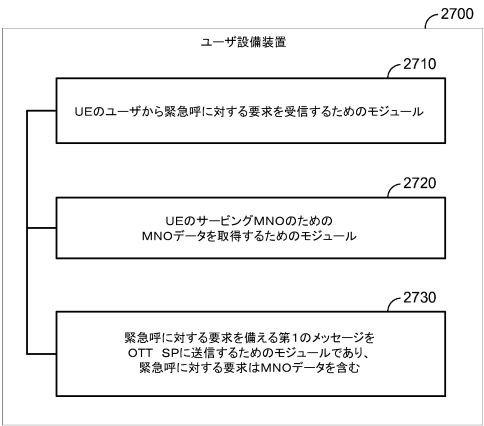 2700
ユーザ設備装置
2710
UEのユーザから緊急呼に対する要求を受信するためのモジュール
2720
UEのサービングMNOのための
MNOデータを取得するためのモジュール
2730
緊急呼に対する要求を備える第1のメッセージを
OTT SPに送信するためのモジュールであり、
緊急呼に対する要求はMNOデータを含む